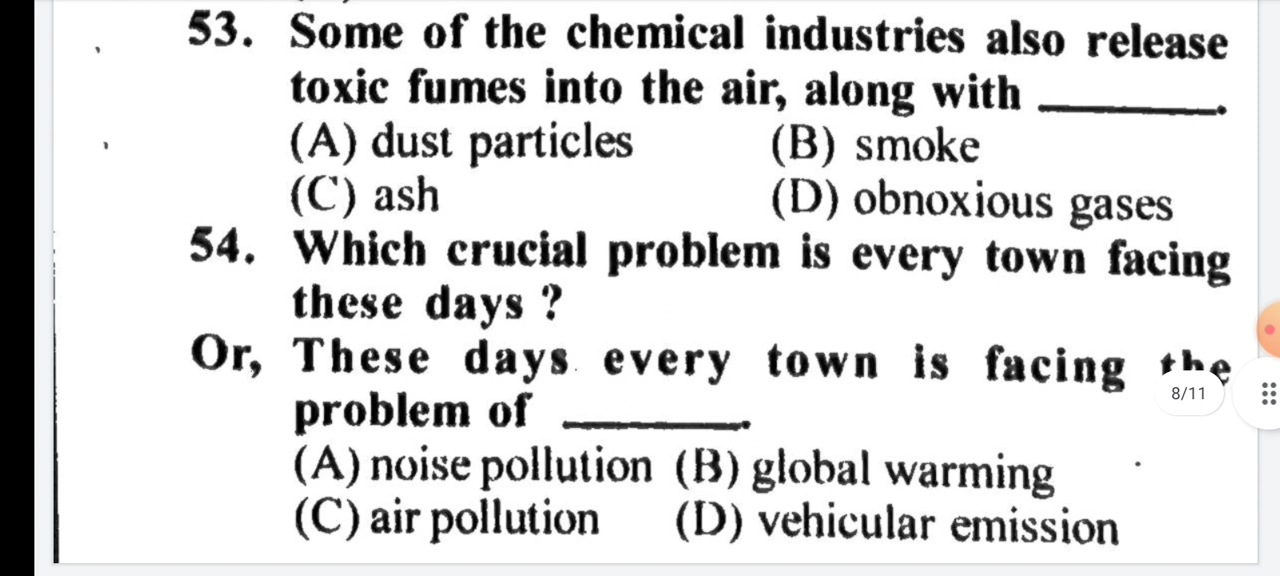 53. Some of the chemical industries also release
toxic fumes into the air, along with ________.
(A) dust particles (B) smoke
(C) ash (D) obnoxious gases
54. Which crucial problem is every town facing
these days ?
Or, These days every town is facing the
problem of ________.
8/11
(A) noise pollution (B) global warming
(C) air pollution (D) vehicular emission